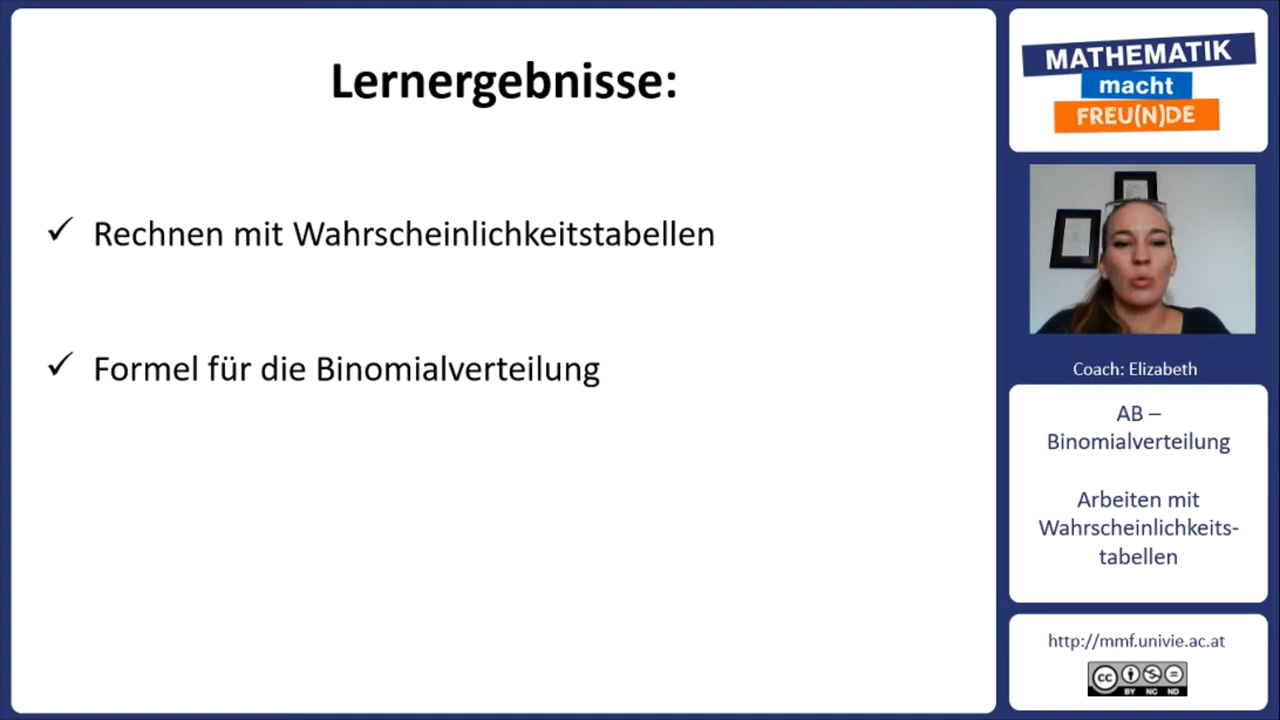 Lernergebnisse:
✓ Rechnen mit Wahrscheinlichkeitstabellen
✓ Formel für die Binomialverteilung
MATHEMATIK
macht
FREU(N)DE
Coach: Elizabeth
AB –
Binomialverteilung
Arbeiten mit
Wahrscheinlichkeits-
tabellen
http://mmf.univie.ac.at
cc
BY NC ND